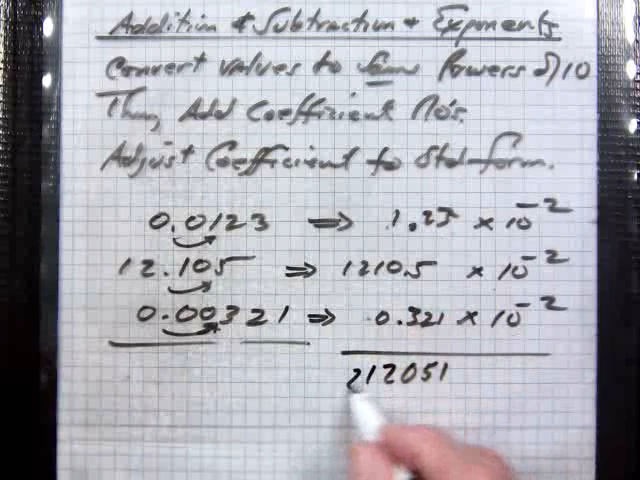 Addition & Subtraction & Exponents
Convert values to same Powers of 10
Then, Add Coefficient No's.
Adjust Coefficient to Std form.
0.0123 ⇒ 1.23 × 10⁻²
12.105 ⇒ 1210.5 × 10⁻²
0.00321 ⇒ 0.321 × 10⁻²
212051